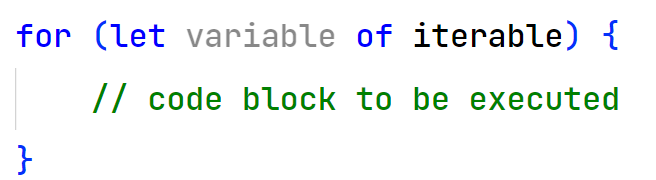 for (let variable of iterable) {
    // code block to be executed
}